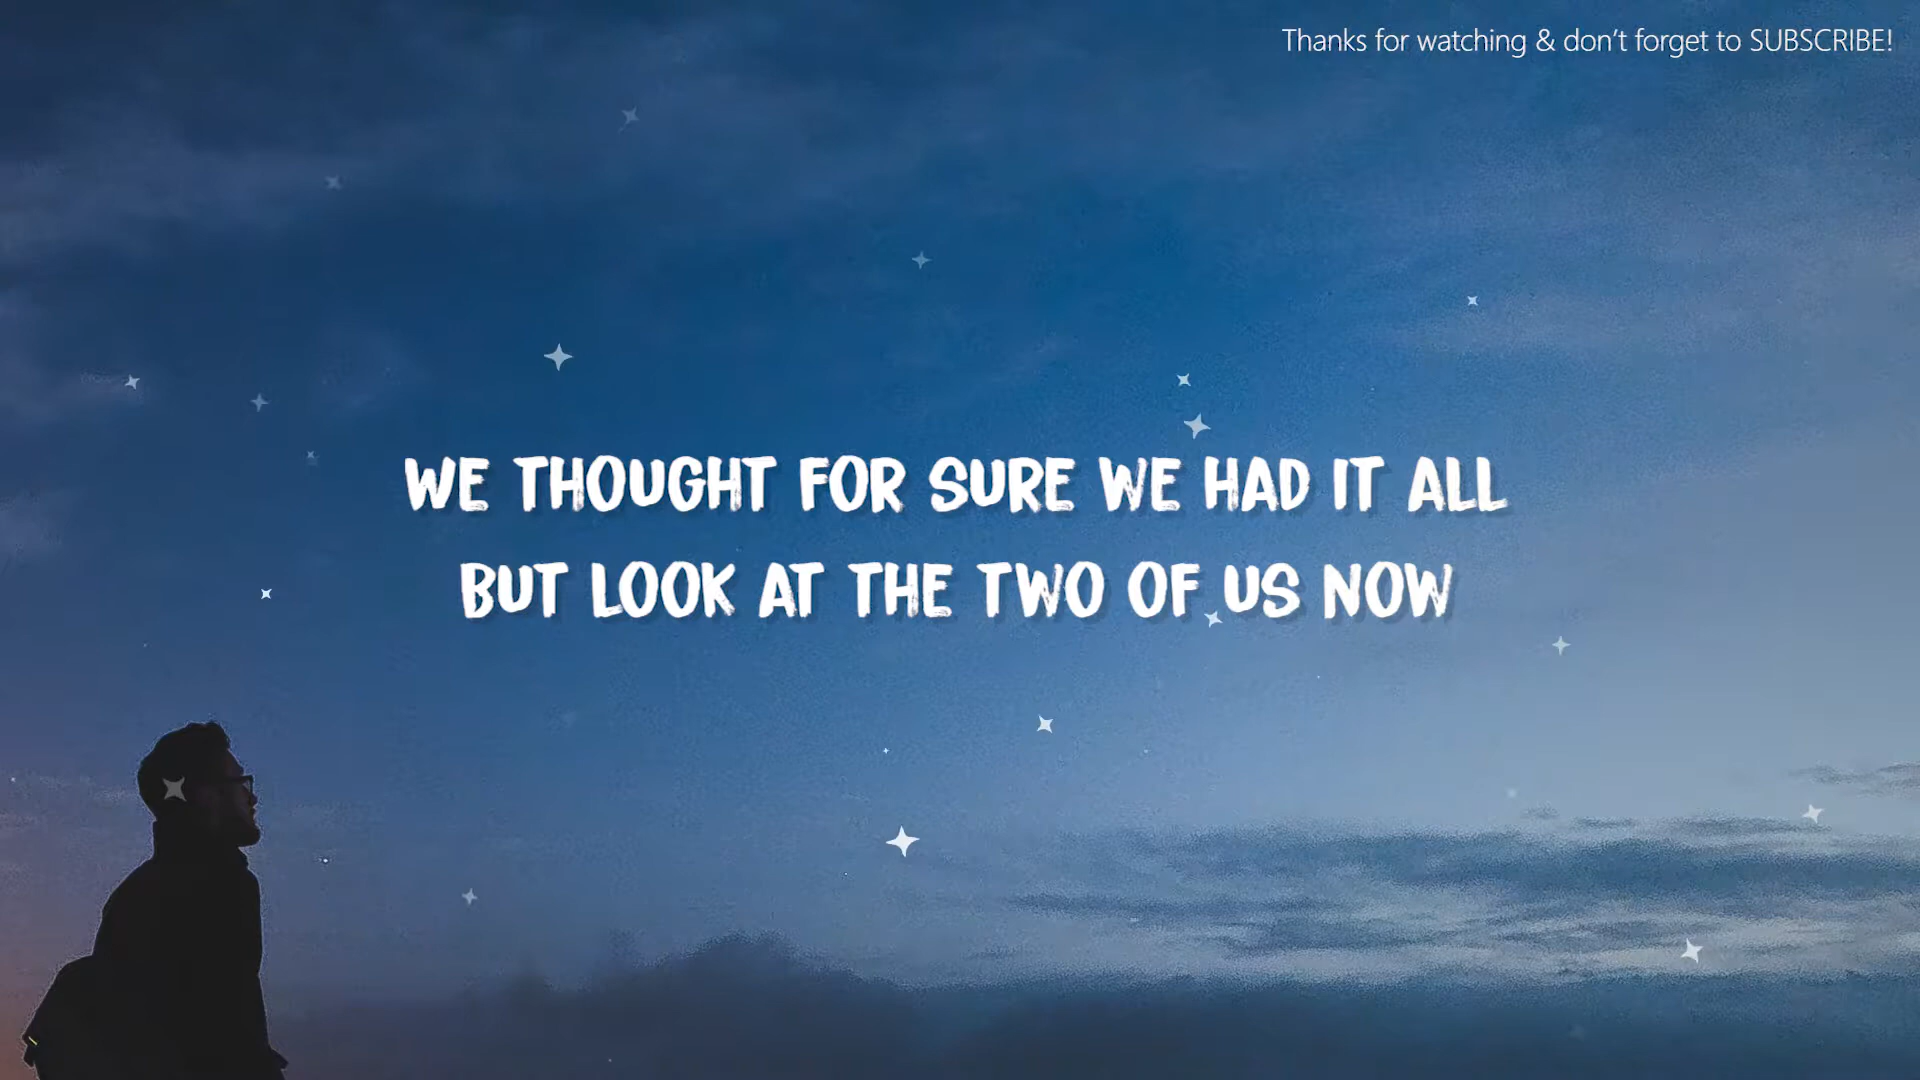 Thanks for watching & don't forget to SUBSCRIBE!
WE THOUGHT FOR SURE WE HAD IT ALL
BUT LOOK AT THE TWO OF US NOW